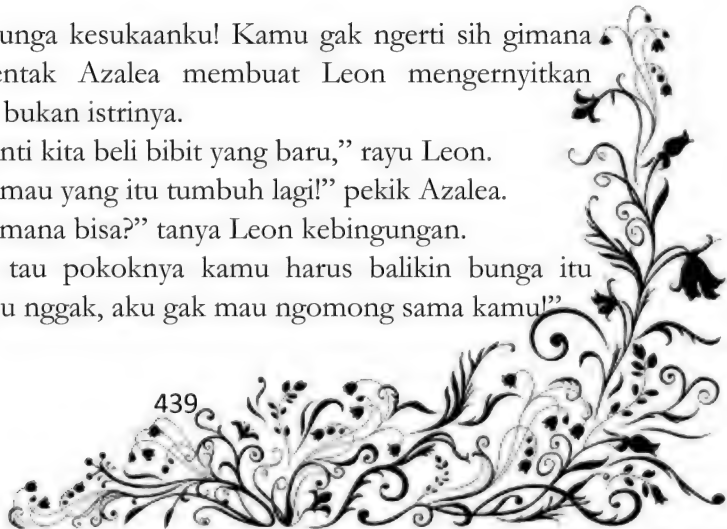 unga kesukaanku! Kamu gak ngerti sih gimana
entak Azalea membuat Leon mengernyitkan
bukan istrinya.
nti kita beli bibit yang baru,” rayu Leon.
mau yang itu tumbuh lagi!” pekik Azalea.
mana bisa?” tanya Leon kebingungan.
tau pokoknya kamu harus balikin bunga itu
u nggak, aku gak mau ngomong sama kamu!”
439